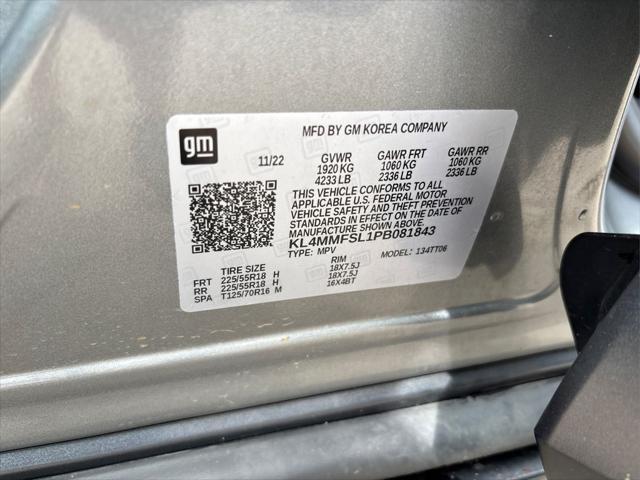 gm
MFD BY GM KOREA COMPANY
11/22 GVWR GAWR FRT GAWR RR
1920 KG 1060 KG 1060 KG
4233 LB 2336 LB 2336 LB
THIS VEHICLE CONFORMS TO ALL
APPLICABLE U.S. FEDERAL MOTOR
VEHICLE SAFETY AND THEFT PREVENTION
STANDARDS IN EFFECT ON THE DATE OF
MANUFACTURE SHOWN ABOVE.
KL4MMFSL1PB081843
TYPE: MPV MODEL: 134TT06
TIRE SIZE RIM
FRT 225/55R18 H 18X7.5J
RR 225/55R18 H 18X7.5J
SPA T125/70R16 M 16X4BT